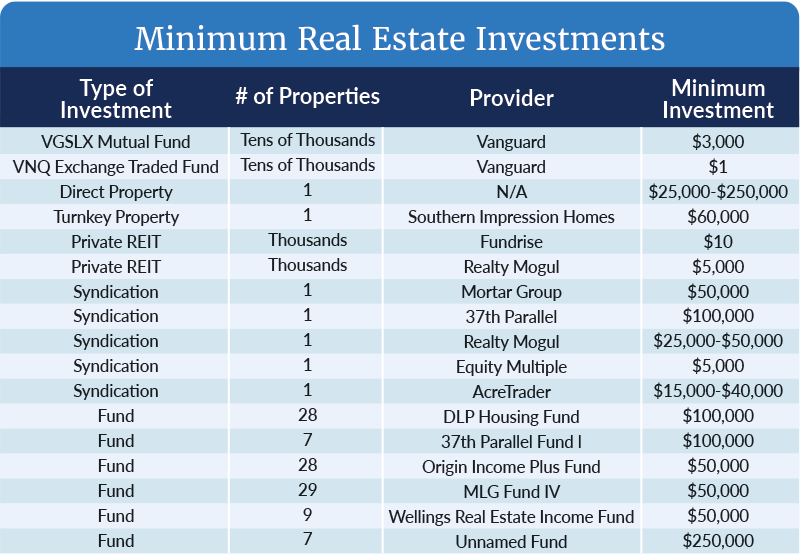 Minimum Real Estate Investments
Type of Investment # of Properties Provider Minimum Investment
VGSLX Mutual Fund Tens of Thousands Vanguard $3,000
VNQ Exchange Traded Fund Tens of Thousands Vanguard $1
Direct Property 1 N/A $25,000-$250,000
Turnkey Property 1 Southern Impression Homes $60,000
Private REIT Thousands Fundrise $10
Private REIT Thousands Realty Mogul $5,000
Syndication 1 Mortar Group $50,000
Syndication 1 37th Parallel $100,000
Syndication 1 Realty Mogul $25,000-$50,000
Syndication 1 Equity Multiple $5,000
Syndication 1 AcreTrader $15,000-$40,000
Fund 28 DLP Housing Fund $100,000
Fund 7 37th Parallel Fund I $100,000
Fund 28 Origin Income Plus Fund $50,000
Fund 29 MLG Fund IV $50,000
Fund 9 Wellings Real Estate Income Fund $50,000
Fund 7 Unnamed Fund $250,000